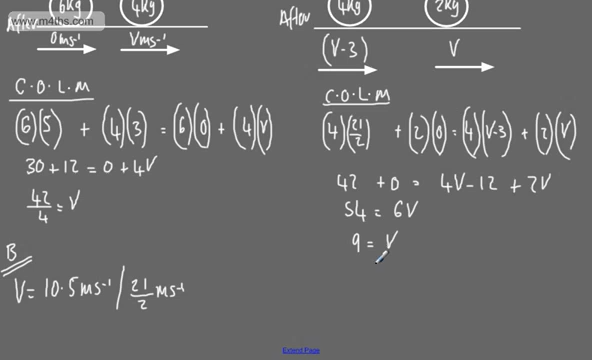 www.m4ths.com
6kg 4kg
After
0ms⁻¹ Vms⁻¹
C.O.L.M
(6)(5) + (4)(3) = (6)(0) + (4)(V)
30+12 = 0 + 4V
42/4 = V
B
V = 10.5ms⁻¹ / 21/2 ms⁻¹
4kg 2kg
After
(V-3) V
C.O.L.M
(4)(21/2) + (2)(0) = (4)(V-3) + (2)(V)
42 + 0 = 4V-12 + 2V
54 = 6V
9 = V
Extend Page